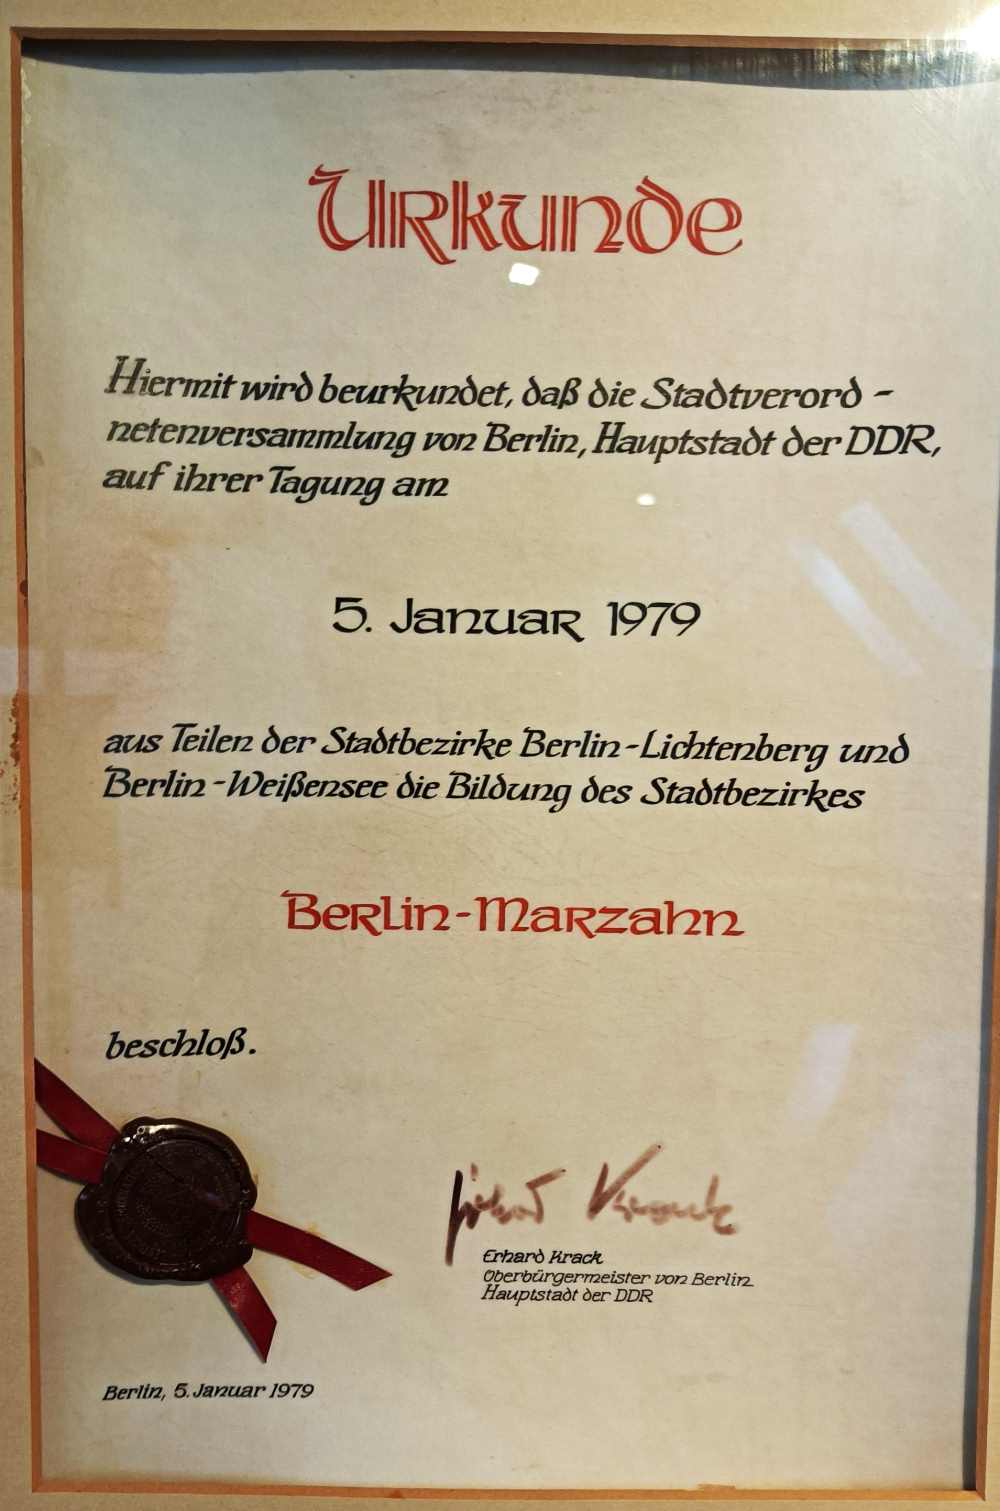 Urkunde
Hiermit wird beurkundet, daß die Stadtverord-
netenversammlung von Berlin, Hauptstadt der DDR,
auf ihrer Tagung am
5. Januar 1979
aus Teilen der Stadtbezirke Berlin-Lichtenberg und
Berlin-Weißensee die Bildung des Stadtbezirkes
Berlin-Marzahn
beschloß.
Erhard Krack
Erhard Krack
Oberbürgermeister von Berlin
Hauptstadt der DDR
Berlin, 5. Januar 1979